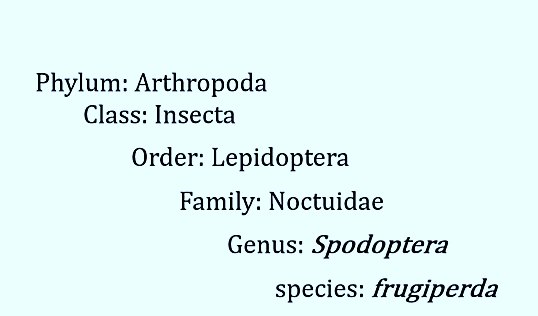 Phylum: Arthropoda
Class: Insecta
Order: Lepidoptera
Family: Noctuidae
Genus: Spodoptera
species: frugiperda